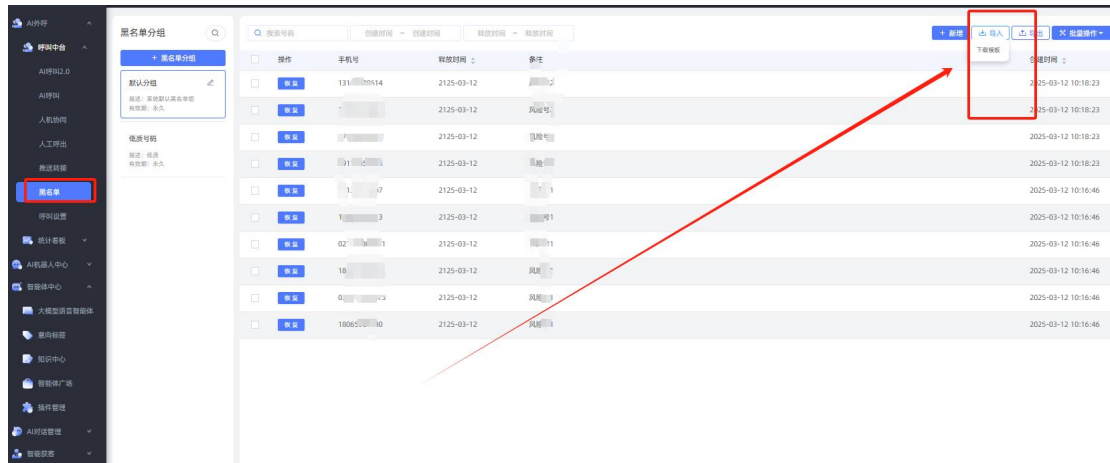 AI外呼
呼叫中台
AI呼叫2.0
AI呼叫
人机协同
人工呼出
推送转接
黑名单
呼叫设置
统计看板
AI机器人中心
智能体中心
大模型语言智能体
意向标签
知识中心
智能体广场
插件管理
AI对话管理
智能获客
黑名单分组
+ 黑名单分组
默认分组
描述: 系统默认黑名单组
有效期: 永久
低质号码
描述: 低质
有效期: 永久
搜索号码 创建时间 ~ 创建时间 释放时间 ~ 释放时间 + 新增 导入 导出 批量操作
下载模板
操作 手机号 释放时间 备注 创建时间
恢复 2125-03-12 2025-03-12 10:18:23
恢复 2125-03-12 2025-03-12 10:18:23
恢复 2125-03-12 2025-03-12 10:18:23
恢复 2125-03-12 2025-03-12 10:18:23
恢复 2125-03-12 2025-03-12 10:16:46
恢复 2125-03-12 2025-03-12 10:16:46
恢复 2125-03-12 2025-03-12 10:16:46
恢复 2125-03-12 2025-03-12 10:16:46
恢复 2125-03-12 2025-03-12 10:16:46
恢复 2125-03-12 2025-03-12 10:16:46